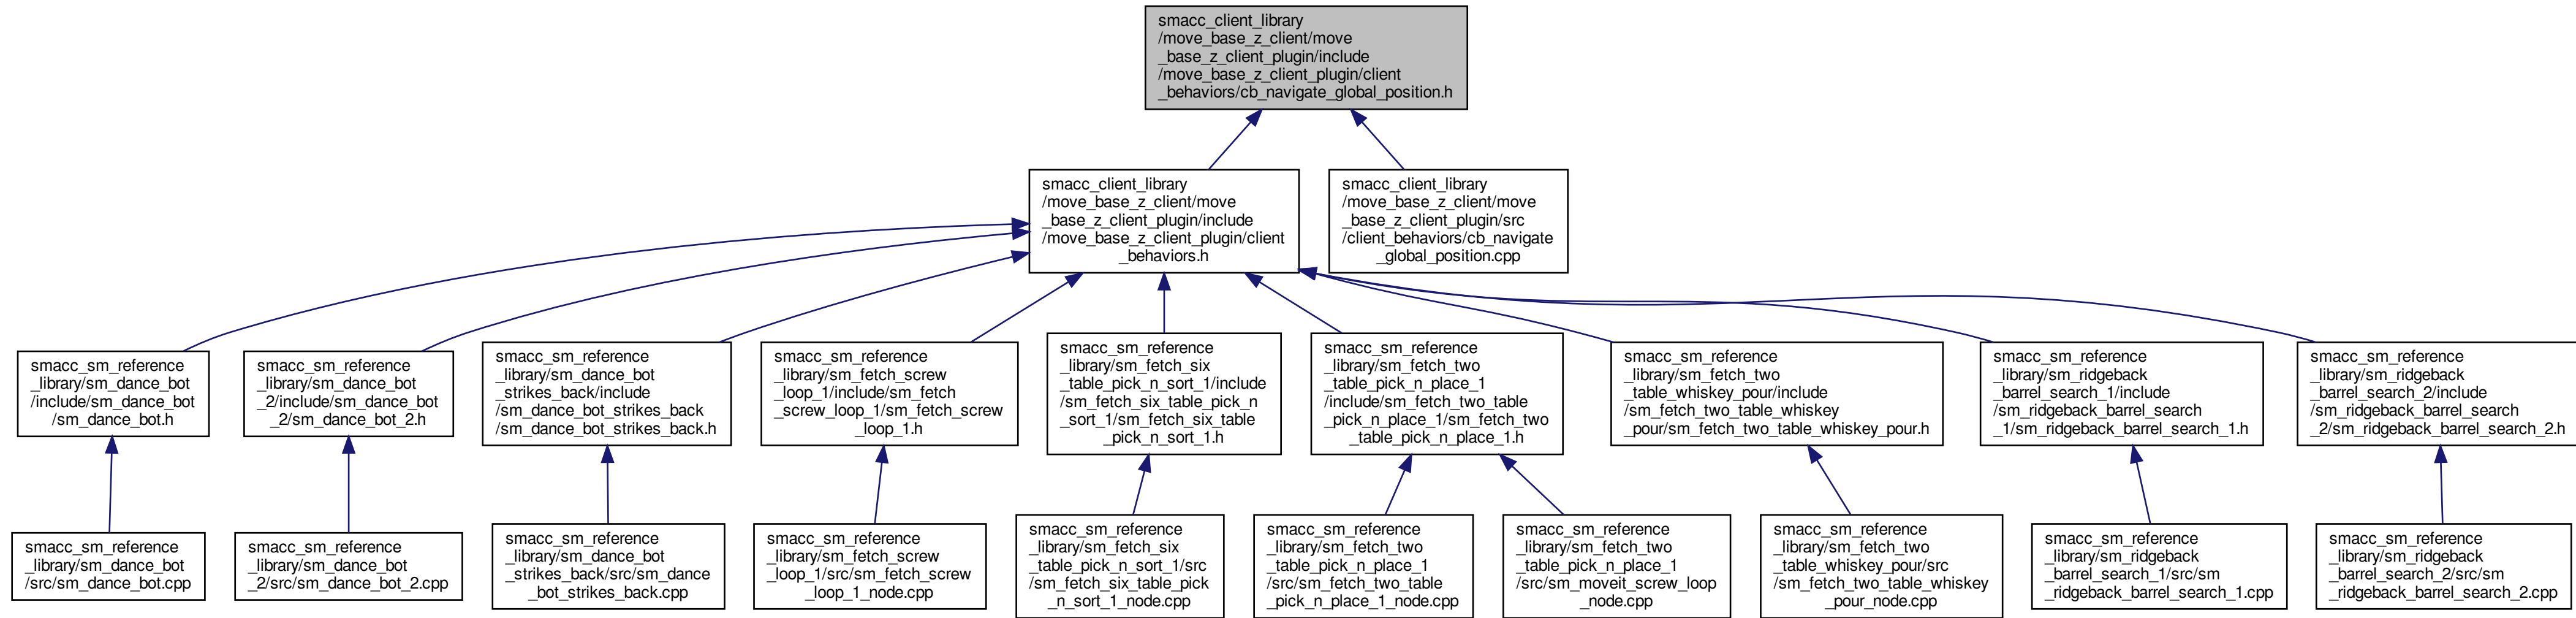 smacc_client_library
/move_base_z_client/move
_base_z_client_plugin/include
/move_base_z_client_plugin/client
_behaviors/cb_navigate_global_position.h
smacc_client_library
/move_base_z_client/move
_base_z_client_plugin/include
/move_base_z_client_plugin/client
_behaviors.h
smacc_client_library
/move_base_z_client/move
_base_z_client_plugin/src
/client_behaviors/cb_navigate
_global_position.cpp
smacc_sm_reference
_library/sm_dance_bot
/include/sm_dance_bot
/sm_dance_bot.h
smacc_sm_reference
_library/sm_dance_bot
_2/include/sm_dance_bot
_2/sm_dance_bot_2.h
smacc_sm_reference
_library/sm_dance_bot
_strikes_back/include
/sm_dance_bot_strikes_back
/sm_dance_bot_strikes_back.h
smacc_sm_reference
_library/sm_fetch_screw
_loop_1/include/sm_fetch
_screw_loop_1/sm_fetch_screw
_loop_1.h
smacc_sm_reference
_library/sm_fetch_six
_table_pick_n_sort_1/include
/sm_fetch_six_table_pick_n
_sort_1/sm_fetch_six_table
_pick_n_sort_1.h
smacc_sm_reference
_library/sm_fetch_two
_table_pick_n_place_1
/include/sm_fetch_two_table
_pick_n_place_1/sm_fetch_two
_table_pick_n_place_1.h
smacc_sm_reference
_library/sm_fetch_two
_table_whiskey_pour/include
/sm_fetch_two_table_whiskey
_pour/sm_fetch_two_table_whiskey_pour.h
smacc_sm_reference
_library/sm_ridgeback
_barrel_search_1/include
/sm_ridgeback_barrel_search
_1/sm_ridgeback_barrel_search_1.h
smacc_sm_reference
_library/sm_ridgeback
_barrel_search_2/include
/sm_ridgeback_barrel_search
_2/sm_ridgeback_barrel_search_2.h
smacc_sm_reference
_library/sm_dance_bot
/src/sm_dance_bot.cpp
smacc_sm_reference
_library/sm_dance_bot
_2/src/sm_dance_bot_2.cpp
smacc_sm_reference
_library/sm_dance_bot
_strikes_back/src/sm_dance
_bot_strikes_back.cpp
smacc_sm_reference
_library/sm_fetch_screw
_loop_1/src/sm_fetch_screw
_loop_1_node.cpp
smacc_sm_reference
_library/sm_fetch_six
_table_pick_n_sort_1/src
/sm_fetch_six_table_pick
_n_sort_1_node.cpp
smacc_sm_reference
_library/sm_fetch_two
_table_pick_n_place_1
/src/sm_fetch_two_table
_pick_n_place_1_node.cpp
smacc_sm_reference
_library/sm_fetch_two
_table_pick_n_place_1
/src/sm_moveit_screw_loop
_node.cpp
smacc_sm_reference
_library/sm_fetch_two
_table_whiskey_pour/src
/sm_fetch_two_table_whiskey
_pour_node.cpp
smacc_sm_reference
_library/sm_ridgeback
_barrel_search_1/src/sm
_ridgeback_barrel_search_1.cpp
smacc_sm_reference
_library/sm_ridgeback
_barrel_search_2/src/sm
_ridgeback_barrel_search_2.cpp